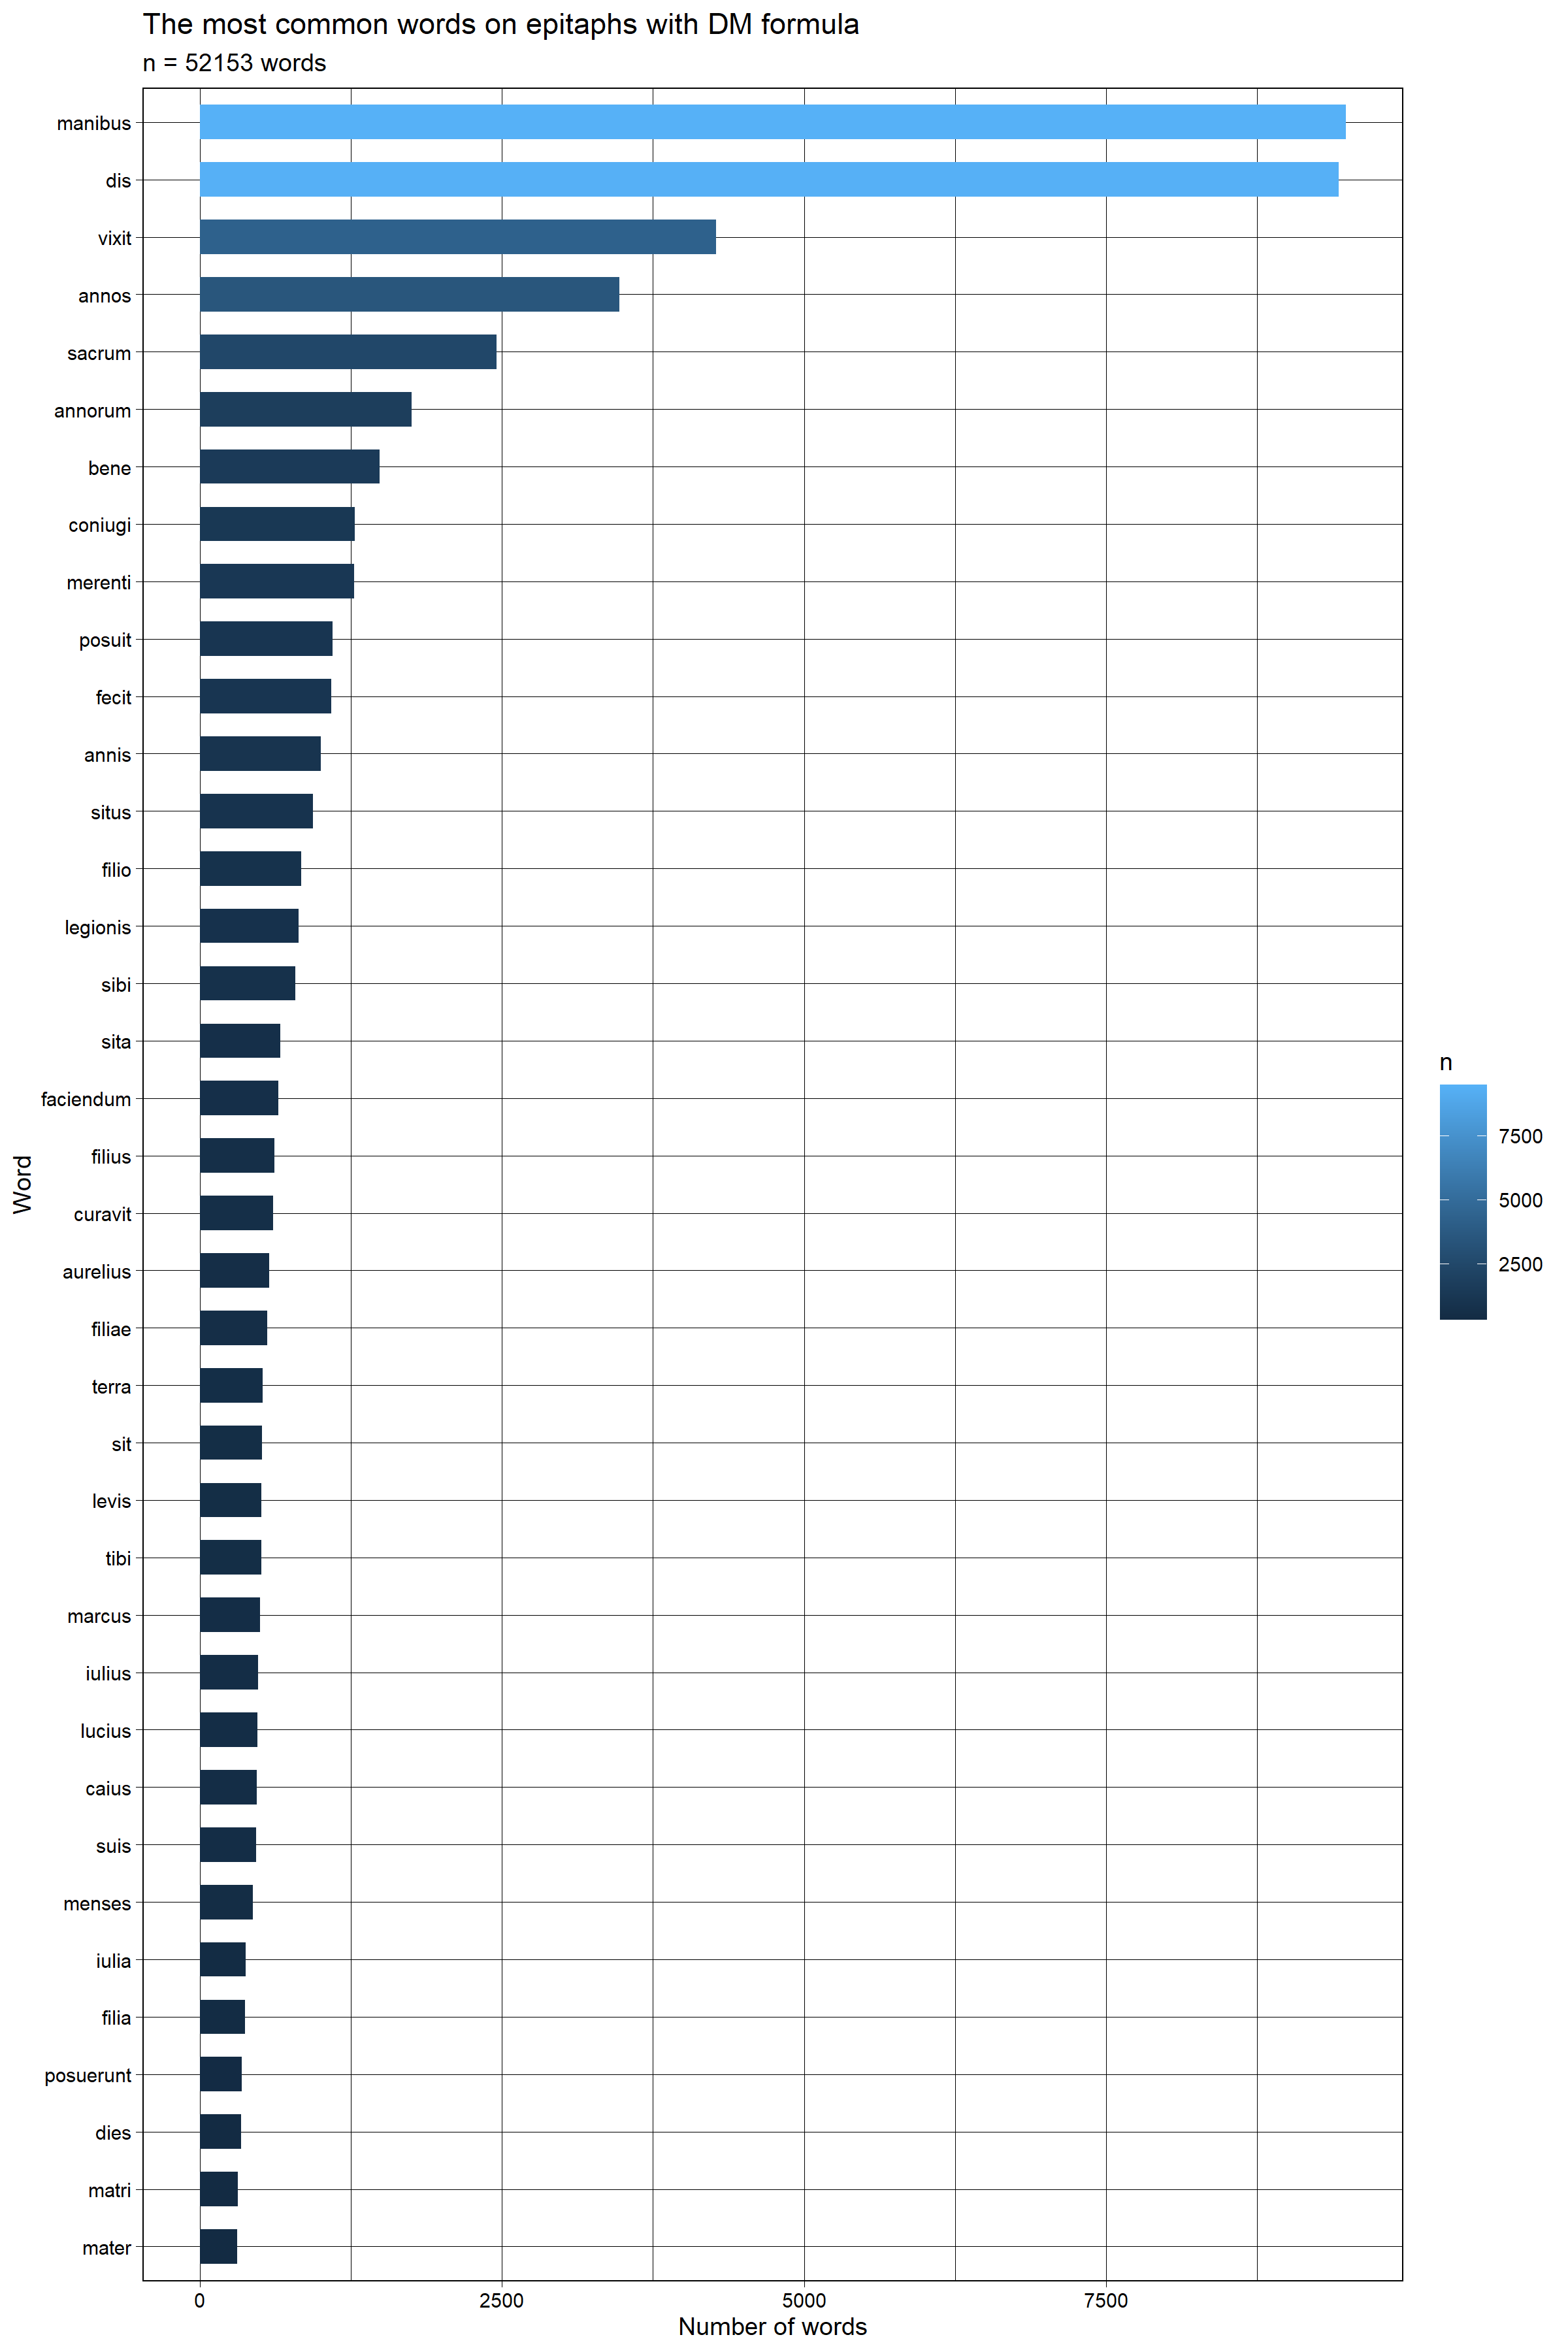 The most common words on epitaphs with DM formula
n = 52153 words
manibus
dis
vixit
annos
sacrum
annorum
bene
coniugi
merenti
posuit
fecit
annis
situs
filio
legionis
sibi
sita
faciendum
filius
curavit
aurelius
filiae
terra
sit
levis
tibi
marcus
iulius
lucius
caius
suis
menses
iulia
filia
posuerunt
dies
matri
mater
Word
0 2500 5000 7500
Number of words
n
7500
5000
2500